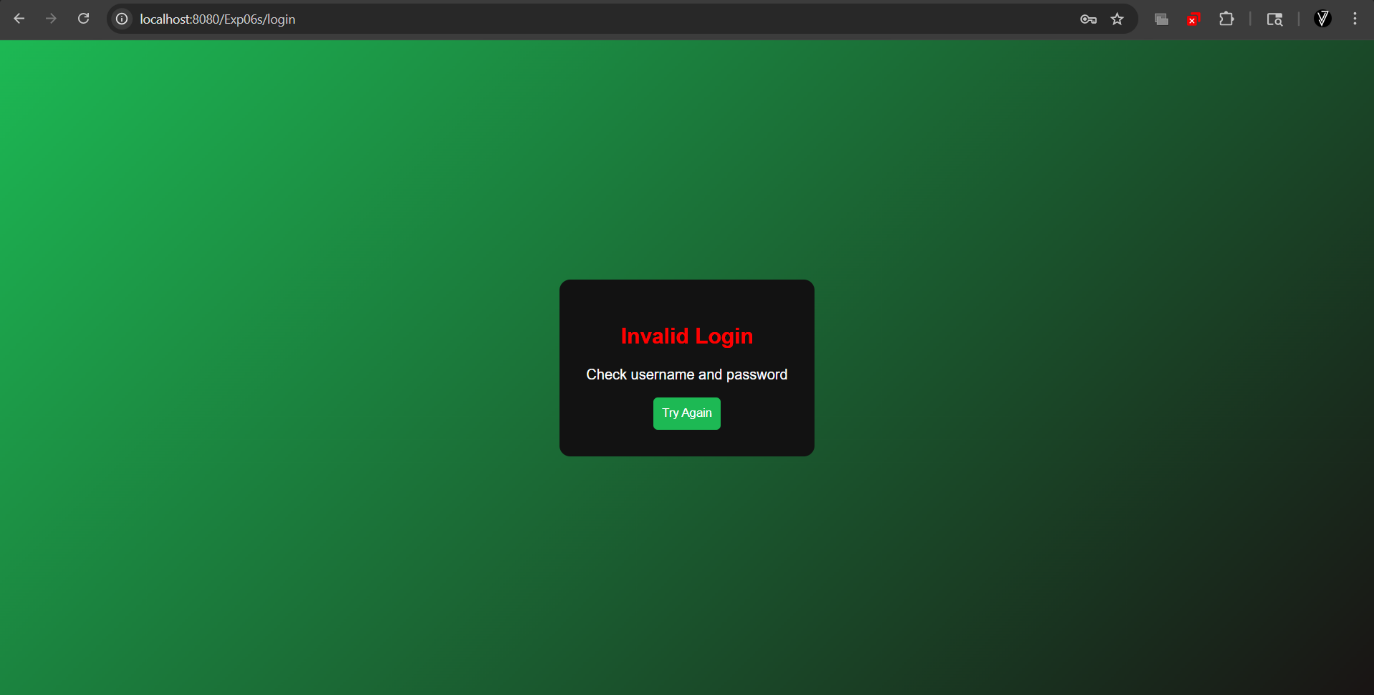 localhost:8080/Exp06s/login
Invalid Login
Check username and password
Try Again